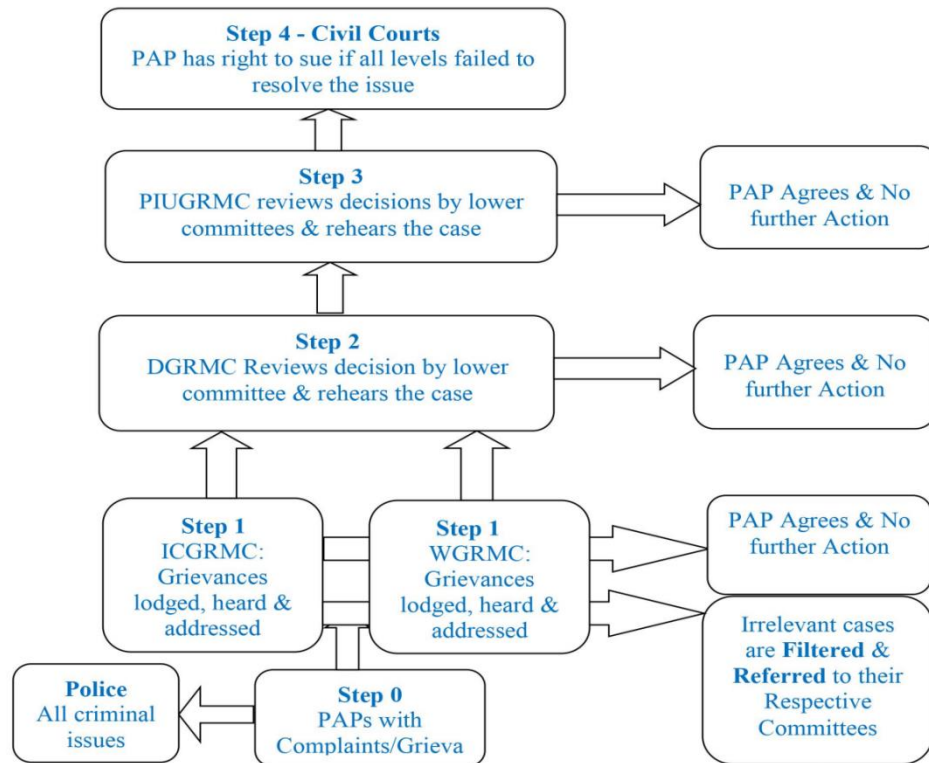 Step 4 - Civil Courts
PAP has right to sue if all levels failed to
resolve the issue
Step 3
PIUGRMC reviews decisions by lower
committees & rehears the case
PAP Agrees & No
further Action
Step 2
DGRMC Reviews decision by lower
committee & rehears the case
PAP Agrees & No
further Action
Step 1
ICGRMC:
Grievances
lodged, heard &
addressed
Step 1
WGRMC:
Grievances
lodged, heard &
addressed
PAP Agrees & No
further Action
Irrelevant cases
are Filtered &
Referred to their
Respective
Committees
Police
All criminal
issues
Step 0
PAPs with
Complaints/Grieva